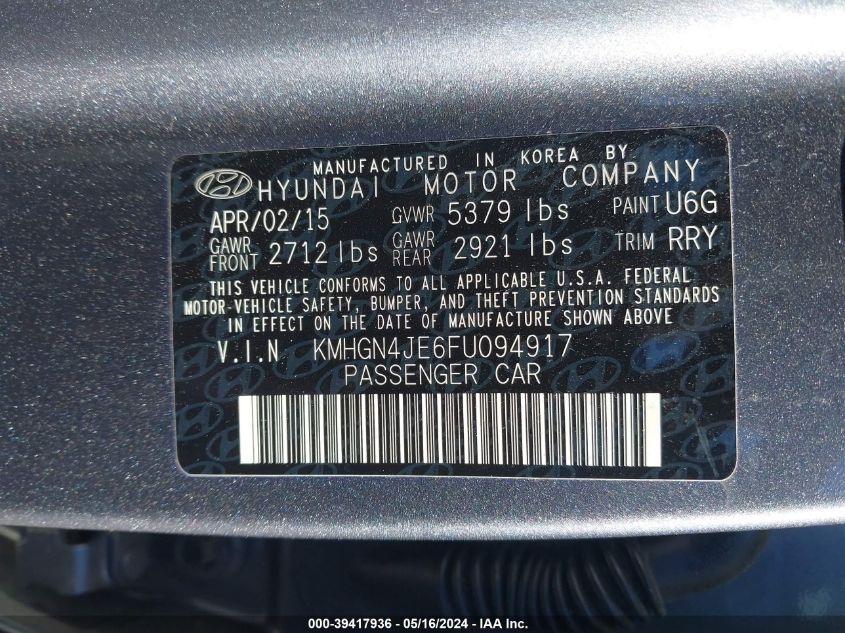 MANUFACTURED IN KOREA BY
HYUNDAI MOTOR COMPANY
APR/02/15 GVWR 5379 lbs PAINT U6G
GAWR FRONT 2712 lbs GAWR REAR 2921 lbs TRIM RRY
THIS VEHICLE CONFORMS TO ALL APPLICABLE U.S.A. FEDERAL
MOTOR-VEHICLE SAFETY, BUMPER, AND THEFT PREVENTION STANDARDS
IN EFFECT ON THE DATE OF MANUFACTURE SHOWN ABOVE
V.I.N KMHGN4JE6FU094917
PASSENGER CAR
000-39417936 - 05/16/2024 - IAA Inc.